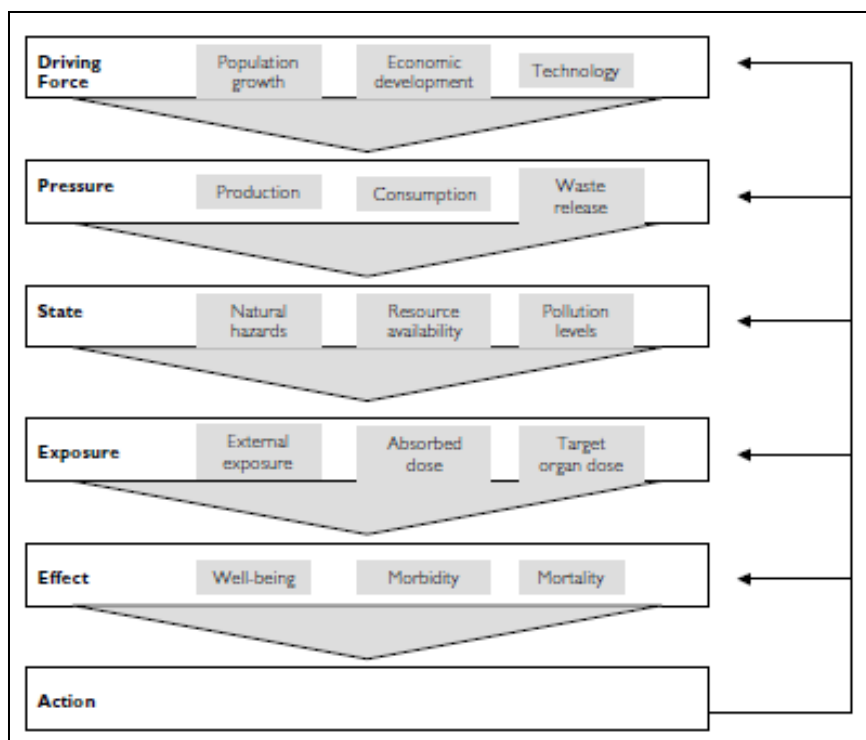 Driving
Force
Population
growth
Economic
development
Technology
Pressure
Production
Consumption
Waste
release
State
Natural
hazards
Resource
availability
Pollution
levels
Exposure
External
exposure
Absorbed
dose
Target
organ dose
Effect
Well-being
Morbidity
Mortality
Action